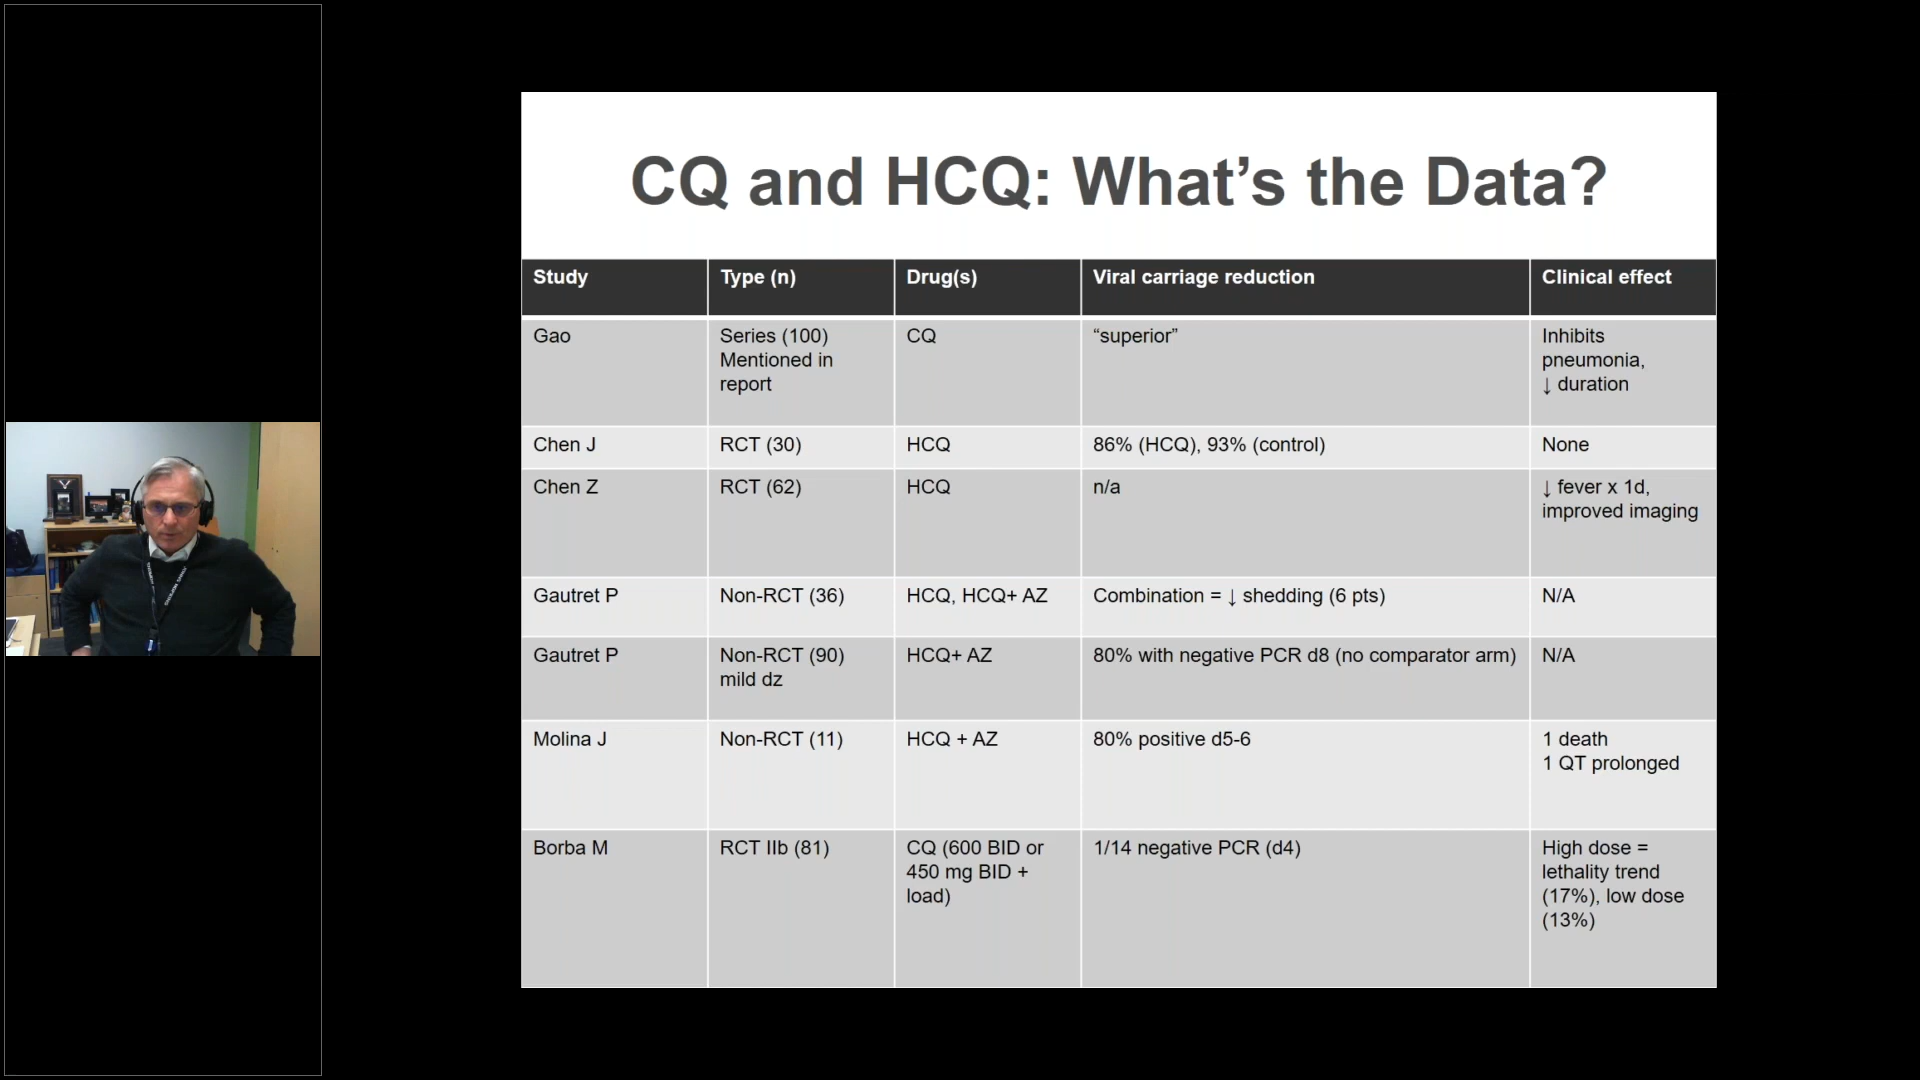 CQ and HCQ: What's the Data?
Study Type (n) Drug(s) Viral carriage reduction Clinical effect
Gao Series (100) CQ “superior” Inhibits
Mentioned in pneumonia,
report ↓ duration
Chen J RCT (30) HCQ 86% (HCQ), 93% (control) None
Chen Z RCT (62) HCQ n/a ↓ fever x 1d,
improved imaging
Gautret P Non-RCT (36) HCQ, HCQ+ AZ Combination = ↓ shedding (6 pts) N/A
Gautret P Non-RCT (90) HCQ+ AZ 80% with negative PCR d8 (no comparator arm) N/A
mild dz
Molina J Non-RCT (11) HCQ + AZ 80% positive d5-6 1 death
1 QT prolonged
Borba M RCT IIb (81) CQ (600 BID or 1/14 negative PCR (d4) High dose =
450 mg BID + lethality trend
load) (17%), low dose
(13%)